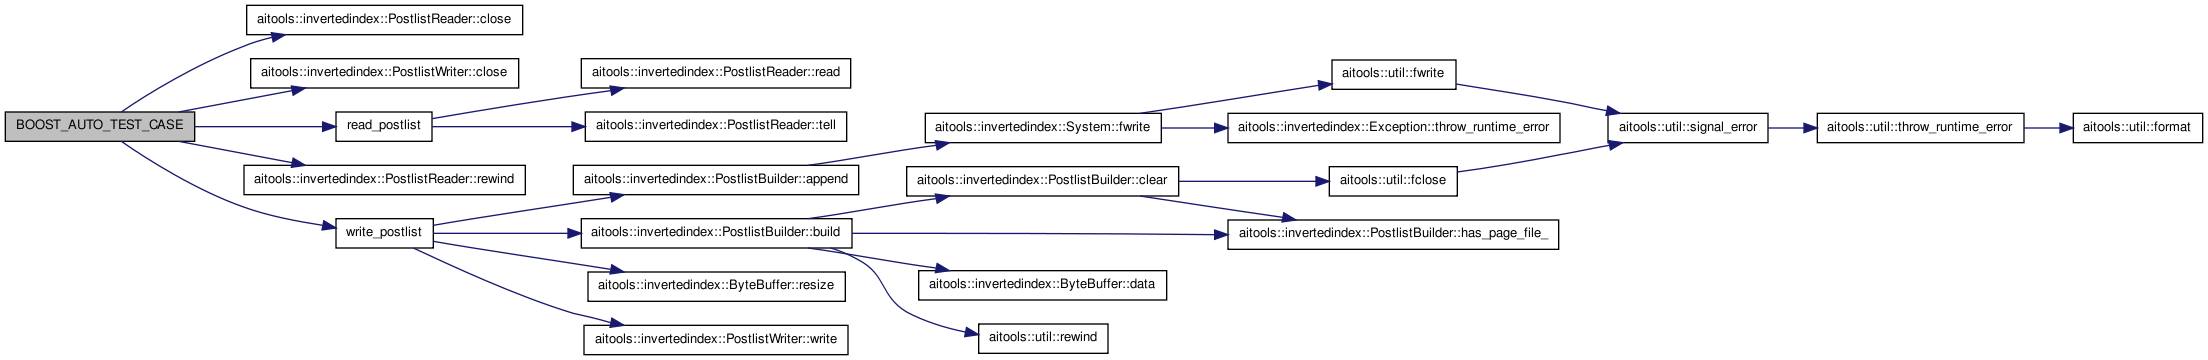 aitools::invertedindex::PostlistReader::close
aitools::invertedindex::PostlistWriter::close
aitools::invertedindex::PostlistReader::read
aitools::util::fwrite
BOOST_AUTO_TEST_CASE
read_postlist
aitools::invertedindex::PostlistReader::tell
aitools::invertedindex::System::fwrite
aitools::invertedindex::Exception::throw_runtime_error
aitools::util::signal_error
aitools::util::throw_runtime_error
aitools::util::format
aitools::invertedindex::PostlistReader::rewind
aitools::invertedindex::PostlistBuilder::append
aitools::invertedindex::PostlistBuilder::clear
aitools::util::fclose
write_postlist
aitools::invertedindex::PostlistBuilder::build
aitools::invertedindex::PostlistBuilder::has_page_file_
aitools::invertedindex::ByteBuffer::resize
aitools::invertedindex::ByteBuffer::data
aitools::invertedindex::PostlistWriter::write
aitools::util::rewind